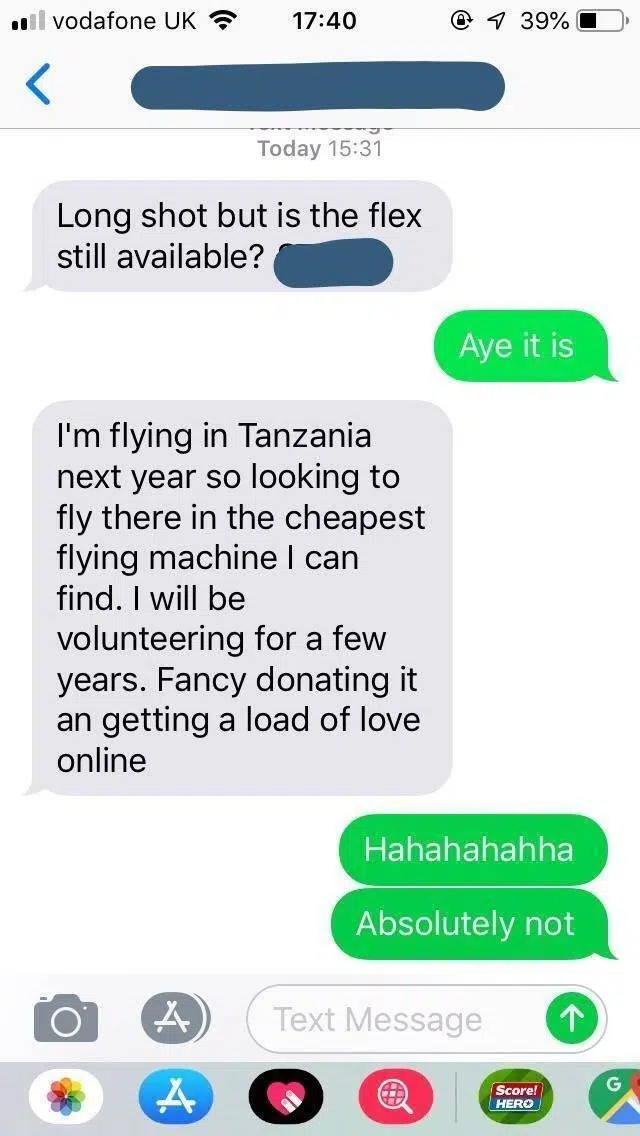 vodafone UK 17:40 39%
Today 15:31
Long shot but is the flex
still available?
Aye it is
I'm flying in Tanzania
next year so looking to
fly there in the cheapest
flying machine I can
find. I will be
volunteering for a few
years. Fancy donating it
an getting a load of love
online
Hahahahahha
Absolutely not
Text Message
Score!
HERO
G